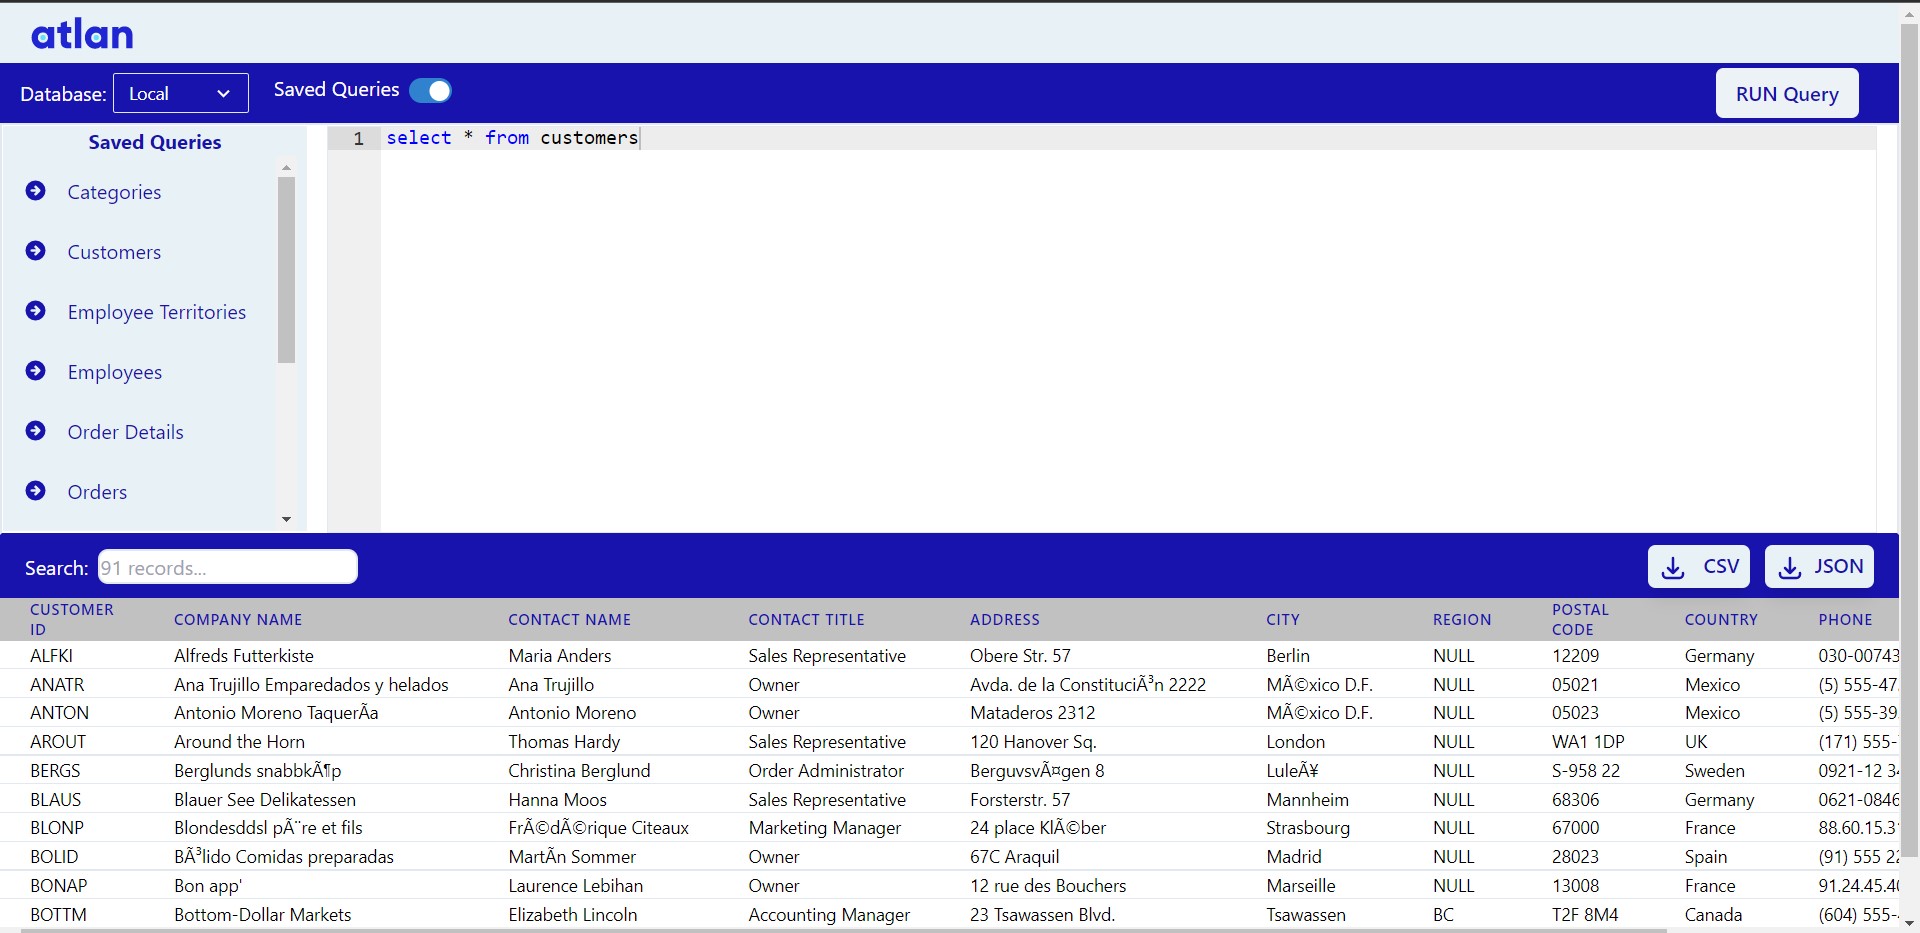 atlan
Database: Local Saved Queries RUN Query
Saved Queries
Categories
Customers
Employee Territories
Employees
Order Details
Orders
1 select * from customers
Search: 91 records... CSV JSON
CUSTOMER ID COMPANY NAME CONTACT NAME CONTACT TITLE ADDRESS CITY REGION POSTAL CODE COUNTRY PHONE
ALFKI Alfreds Futterkiste Maria Anders Sales Representative Obere Str. 57 Berlin NULL 12209 Germany 030-00743
ANATR Ana Trujillo Emparedados y helados Ana Trujillo Owner Avda. de la ConstituciÃ³n 2222 MÃ©xico D.F. NULL 05021 Mexico (5) 555-47
ANTON Antonio Moreno TaquerÃa Antonio Moreno Owner Mataderos 2312 MÃ©xico D.F. NULL 05023 Mexico (5) 555-39
AROUT Around the Horn Thomas Hardy Sales Representative 120 Hanover Sq. London NULL WA1 1DP UK (171) 555-
BERGS Berglunds snabbkÃ¶p Christina Berglund Order Administrator BerguvsvÃ¤gen 8 LuleÃ¥ NULL S-958 22 Sweden 0921-12 34
BLAUS Blauer See Delikatessen Hanna Moos Sales Representative Forsterstr. 57 Mannheim NULL 68306 Germany 0621-0846
BLONP Blondesddsl pÃ¨re et fils FrÃ©dÃ©rique Citeaux Marketing Manager 24 place KlÃ©ber Strasbourg NULL 67000 France 88.60.15.3
BOLID BÃ³lido Comidas preparadas MartÃn Sommer Owner 67C Araquil Madrid NULL 28023 Spain (91) 555 22
BONAP Bon app' Laurence Lebihan Owner 12 rue des Bouchers Marseille NULL 13008 France 91.24.45.40
BOTTM Bottom-Dollar Markets Elizabeth Lincoln Accounting Manager 23 Tsawassen Blvd. Tsawassen BC T2F 8M4 Canada (604) 555-